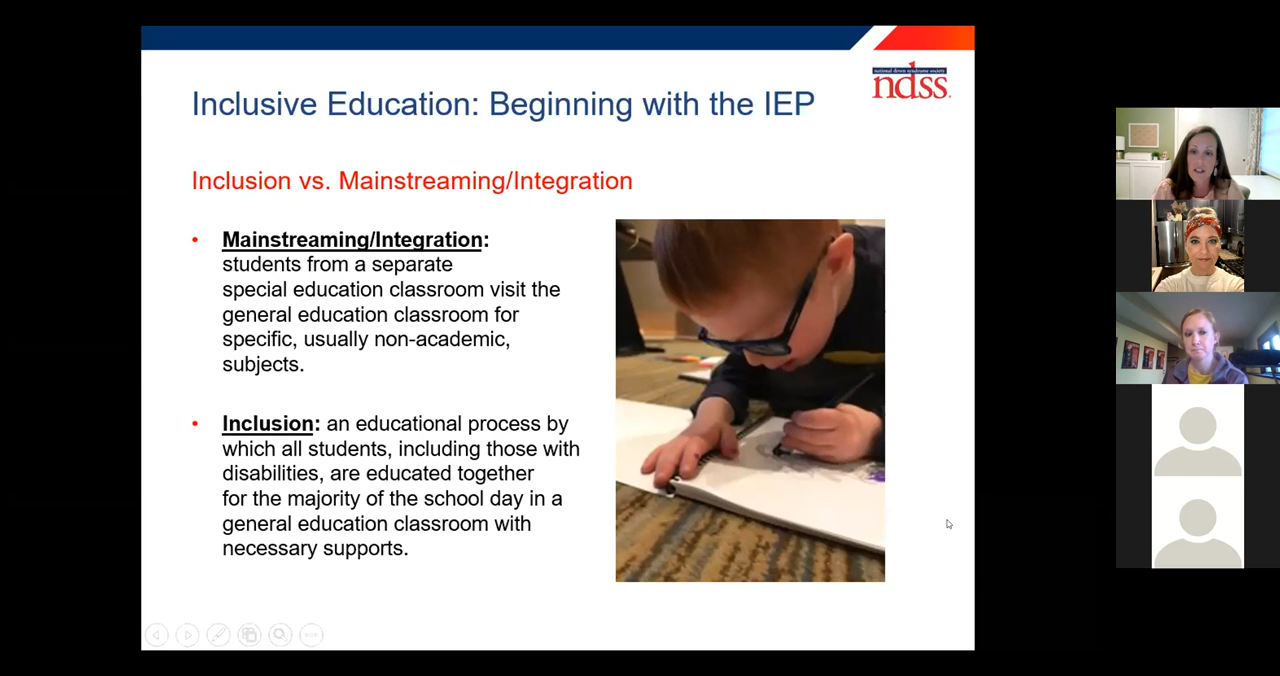 national down syndrome society
ndss
Inclusive Education: Beginning with the IEP
Inclusion vs. Mainstreaming/Integration
• Mainstreaming/Integration:
students from a separate
special education classroom visit the
general education classroom for
specific, usually non-academic,
subjects.
• Inclusion: an educational process by
which all students, including those with
disabilities, are educated together
for the majority of the school day in a
general education classroom with
necessary supports.